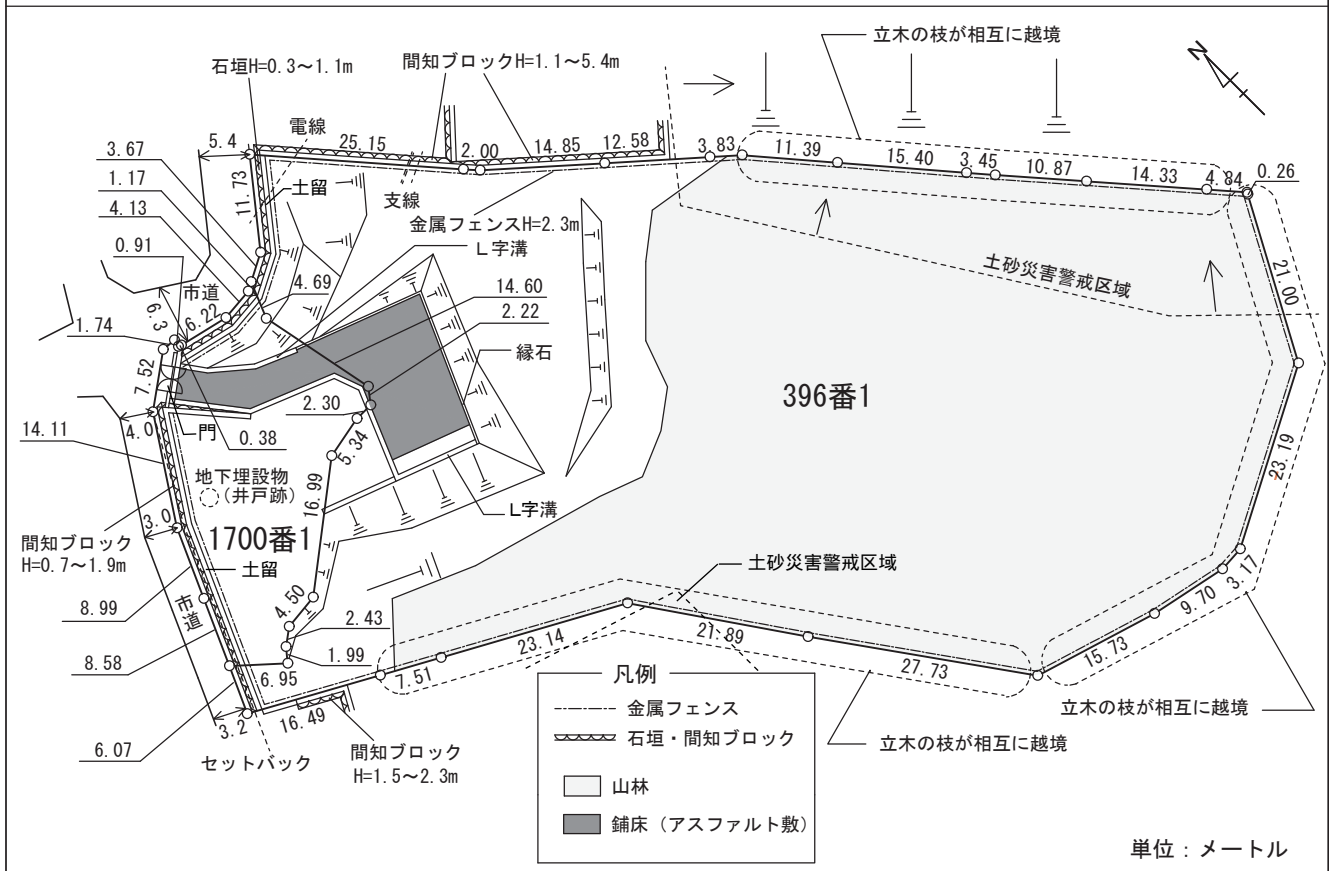 立木の枝が相互に越境
石垣H=0.3～1.1m
間知ブロックH=1.1～5.4m
N
電線
5.4
25.15
2.00
14.85
12.58
3.83
11.39
15.40
3.45
10.87
14.33
4.84
0.26
3.67
1.17
4.13
0.91
11.73
土留
支線
金属フェンスH=2.3m
L字溝
土砂災害警戒区域
21.00
市道
6.3
6.22
4.69
14.60
2.22
1.74
7.52
縁石
396番1
2.30
14.11
4.0
門
0.38
5.34
23.19
地下埋設物
(井戸跡)
16.99
3.0
1700番1
L字溝
間知ブロック
H=0.7～1.9m
土留
土砂災害警戒区域
8.99
市道
4.50
2.43
3.17
9.70
8.58
1.99
6.95
7.51
23.14
21.89
27.73
15.73
凡例
金属フェンス
石垣・間知ブロック
山林
舗床（アスファルト敷）
3.2
16.49
6.07
セットバック
間知ブロック
H=1.5～2.3m
立木の枝が相互に越境
立木の枝が相互に越境
単位：メートル